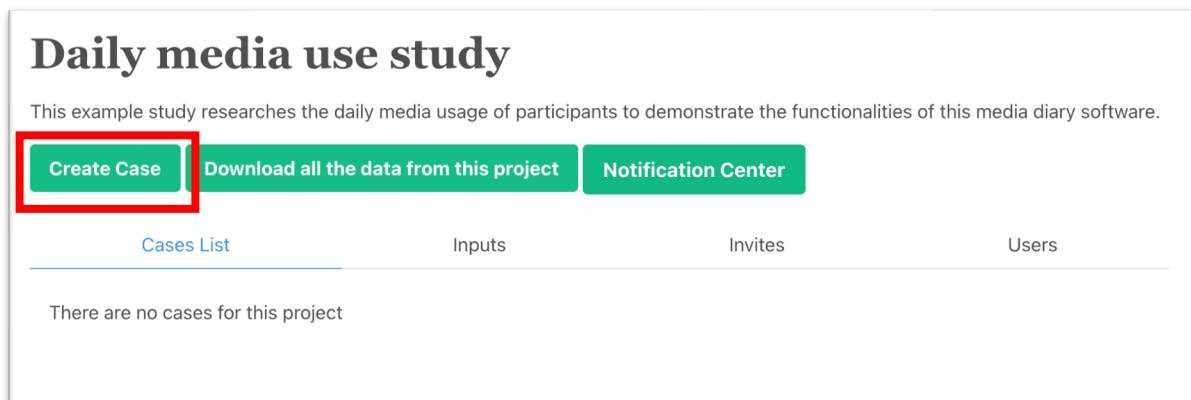 Daily media use study
This example study researches the daily media usage of participants to demonstrate the functionalities of this media diary software.
Create Case Download all the data from this project Notification Center
Cases List Inputs Invites Users
There are no cases for this project